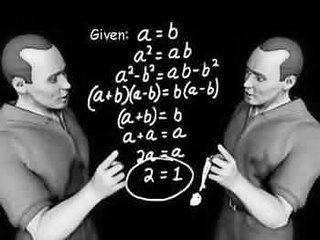 Given: a = b
a² = ab
a²-b² = ab-b²
(a+b)(a-b) = b(a-b)
(a+b) = b
a+a = a
2a = a
2 = 1